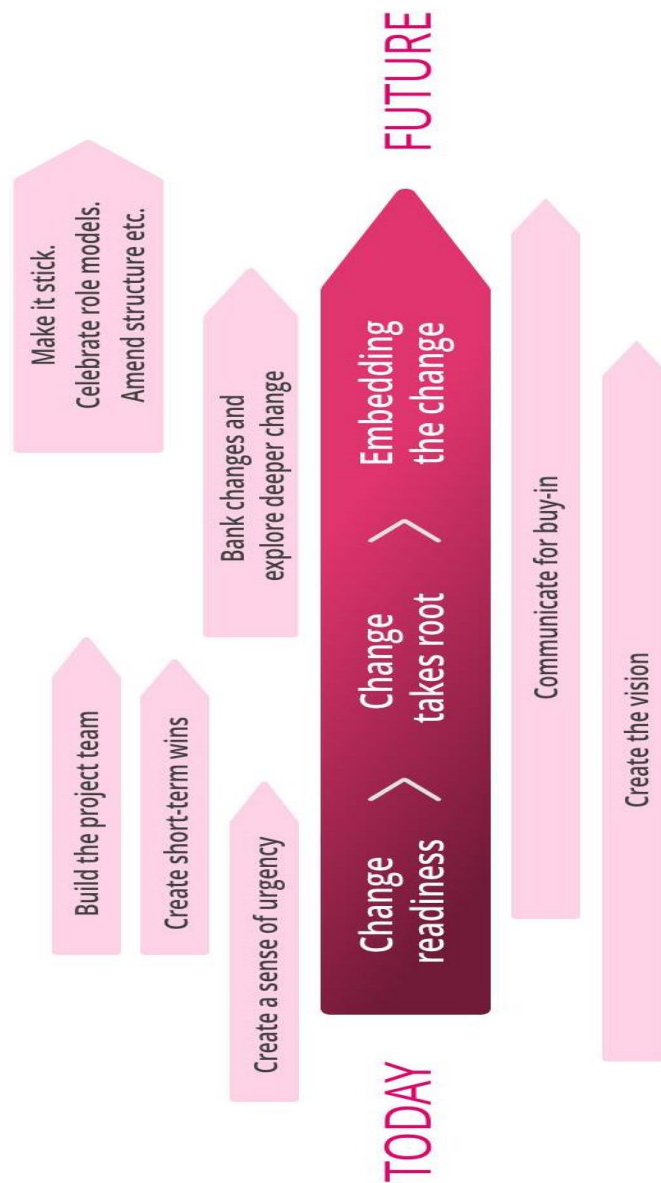 Build the project team
Create short-term wins
Create a sense of urgency
Make it stick.
Celebrate role models.
Amend structure etc.
Bank changes and
explore deeper change
TODAY
Change
readiness
Change
takes root
Embedding
the change
FUTURE
Communicate for buy-in
Create the vision